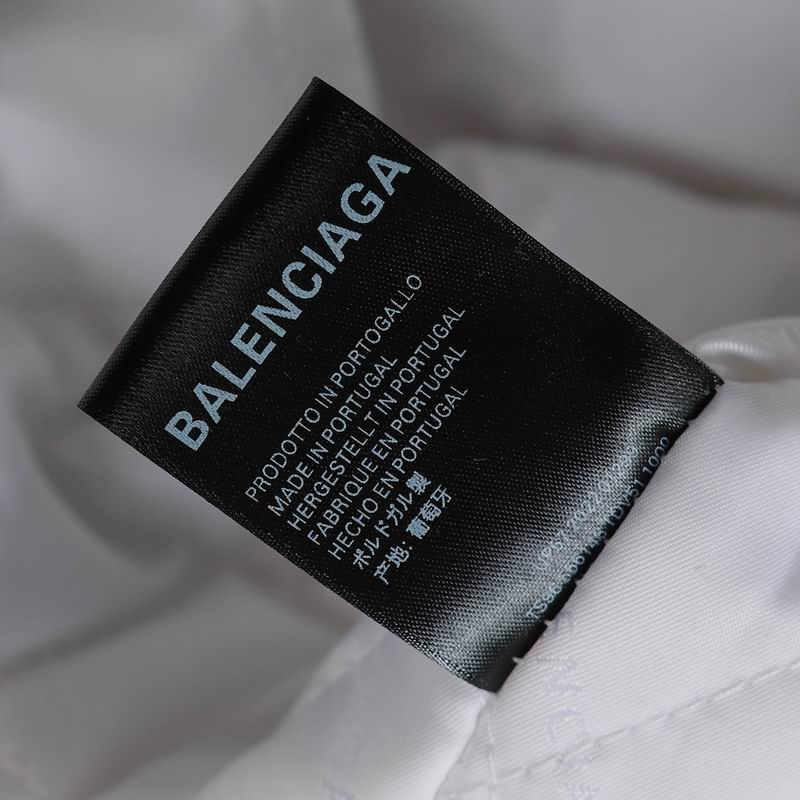 BALENCIAGA
PRODOTTO IN PORTOGALLO
MADE IN PORTUGAL
HERGESTELLT IN PORTUGAL
FABRIQUE EN PORTUGAL
HECHO EN PORTUGAL
ポルドガル製
产地: 葡萄牙